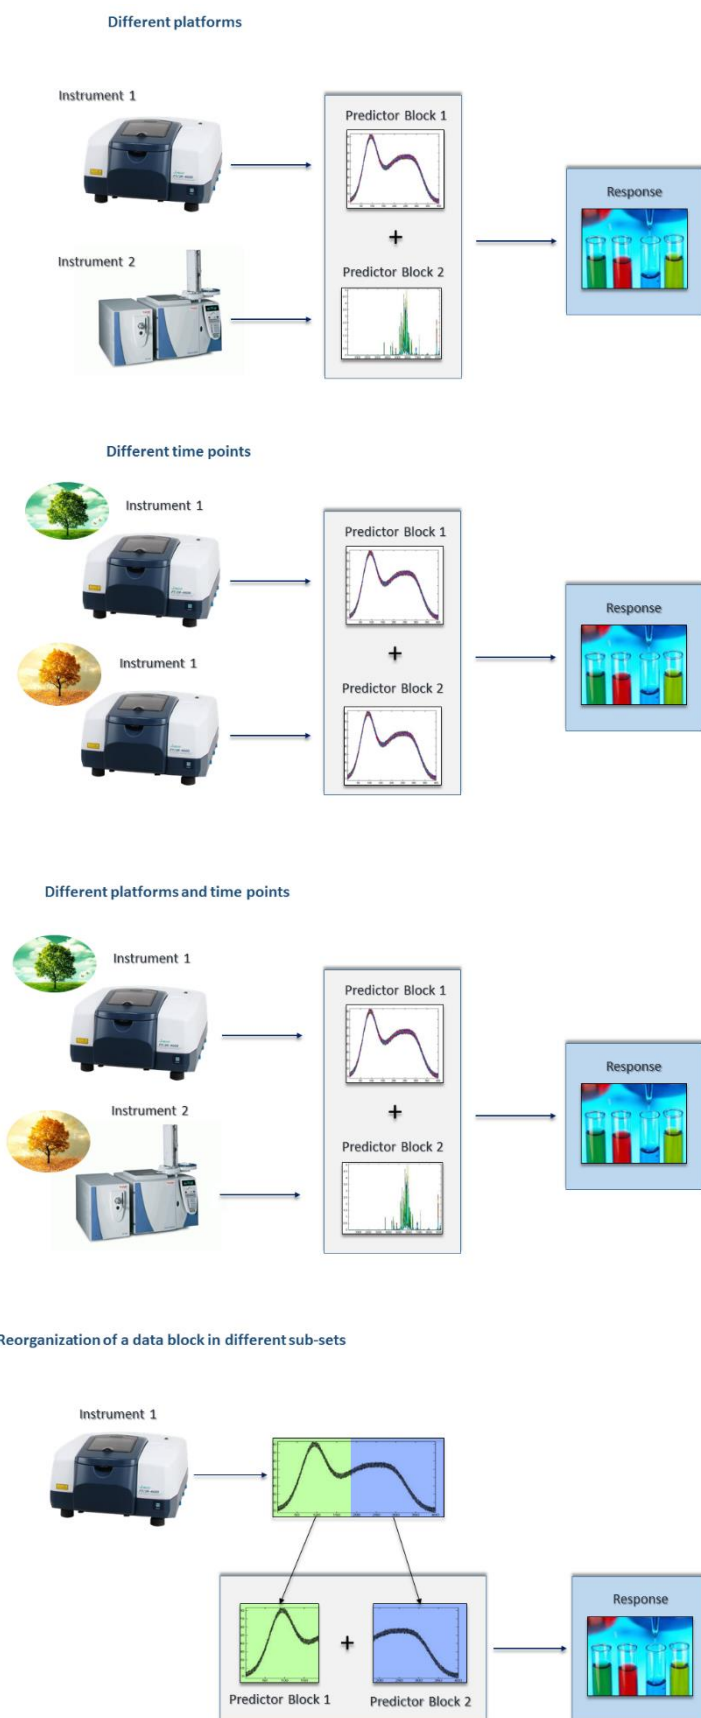 Different platforms
Instrument 1
Predictor Block 1
Response
+
Instrument 2
Predictor Block 2
Different time points
Instrument 1
Predictor Block 1
Response
+
Instrument 1
Predictor Block 2
Different platforms and time points
Instrument 1
Predictor Block 1
Response
+
Instrument 2
Predictor Block 2
Reorganization of a data block in different sub-sets
Instrument 1
Response
+
Predictor Block 1
Predictor Block 2